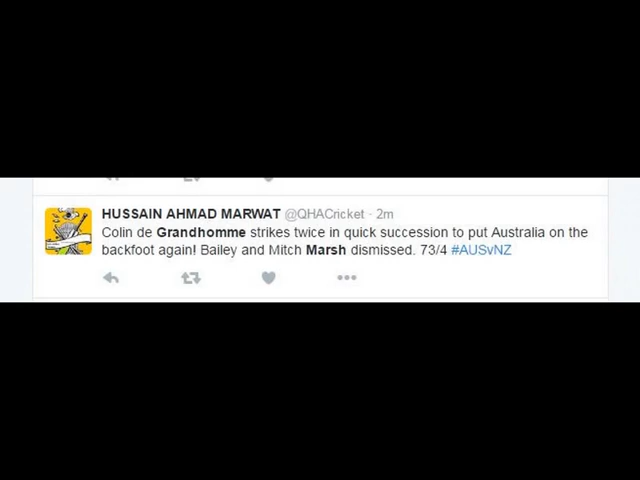 HUSSAIN AHMAD MARWAT @QHACricket · 2m
Colin de Grandhomme strikes twice in quick succession to put Australia on the
backfoot again! Bailey and Mitch Marsh dismissed. 73/4 #AUSvNZ